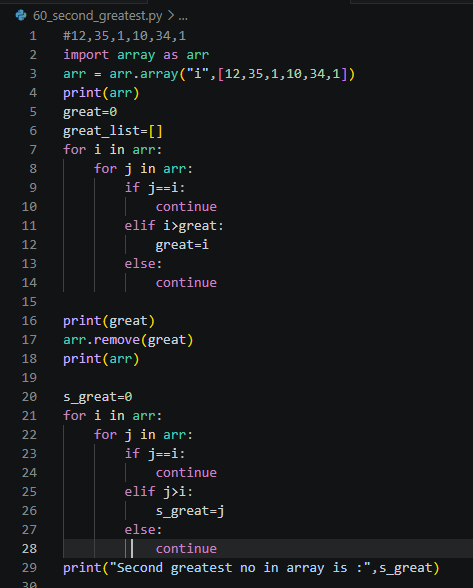 60_second_greatest.py > ...
1 #12,35,1,10,34,1
2 import array as arr
3 arr = arr.array("i",[12,35,1,10,34,1])
4 print(arr)
5 great=0
6 great_list=[]
7 for i in arr:
8     for j in arr:
9         if j==i:
10             continue
11         elif i>great:
12             great=i
13         else:
14             continue
15
16 print(great)
17 arr.remove(great)
18 print(arr)
19
20 s_great=0
21 for i in arr:
22     for j in arr:
23         if j==i:
24             continue
25         elif j>i:
26             s_great=j
27         else:
28             continue
29 print("Second greatest no in array is :",s_great)
30